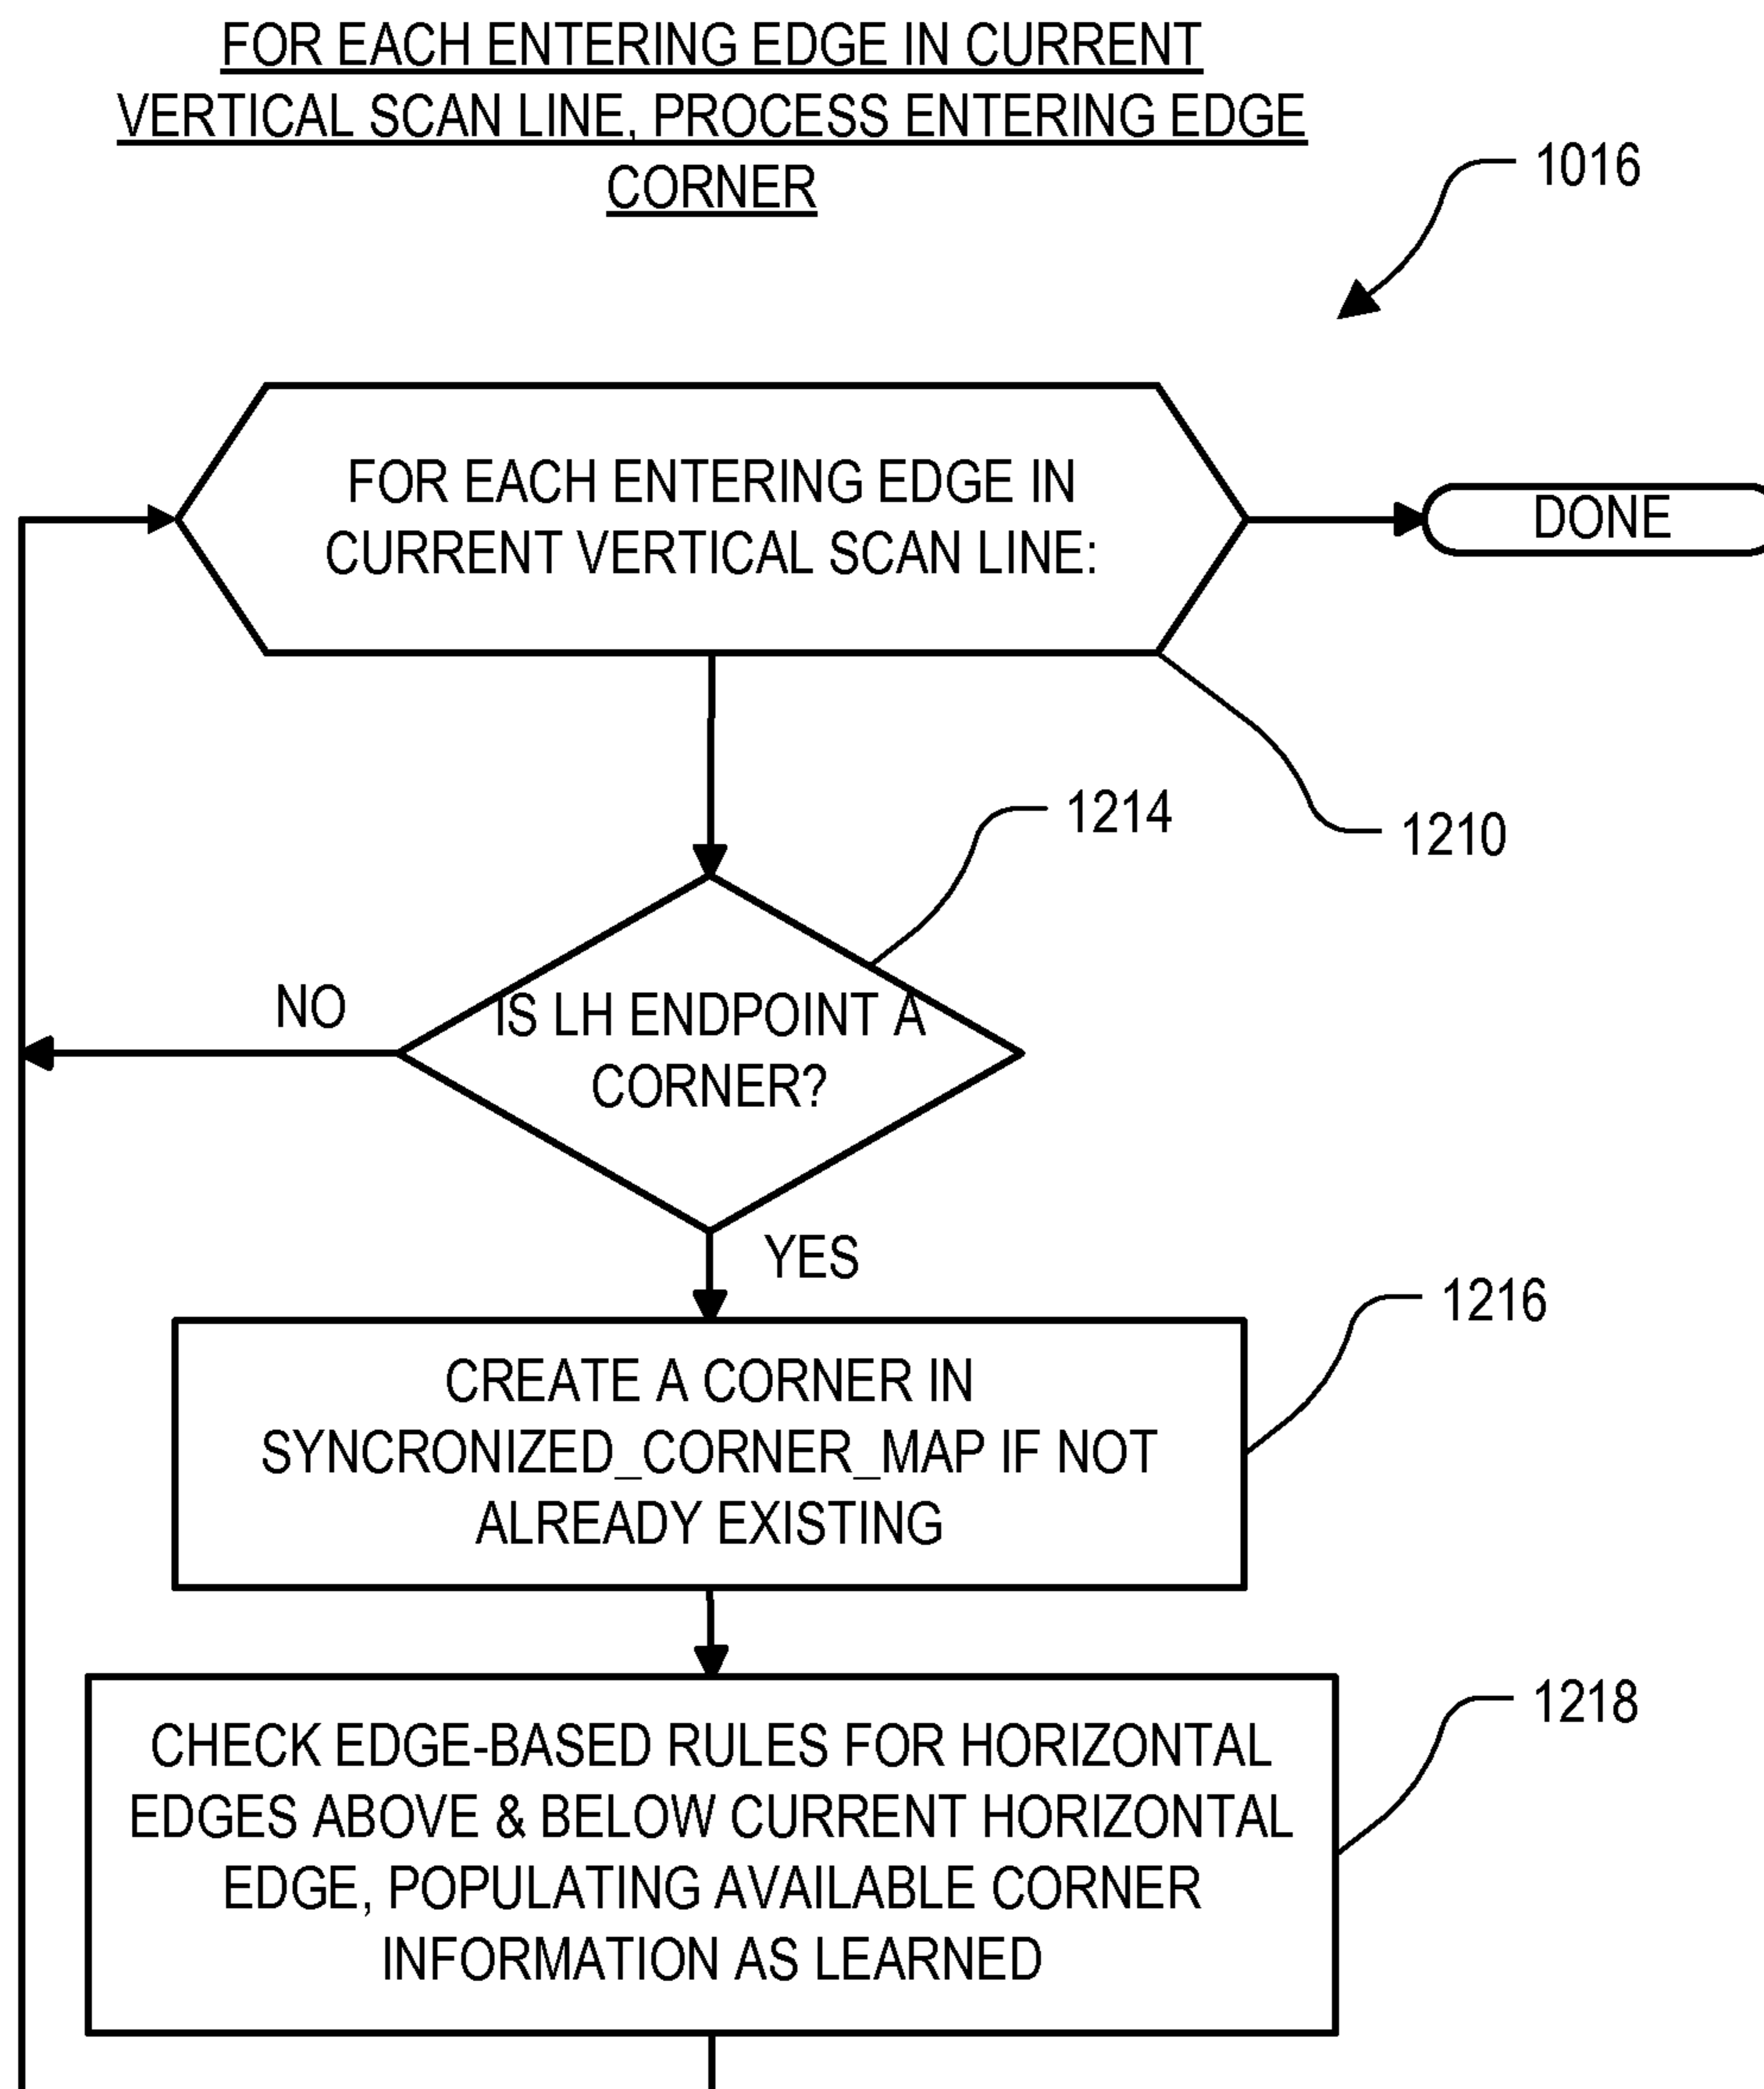 FOR EACH ENTERING EDGE IN CURRENT
VERTICAL SCAN LINE, PROCESS ENTERING EDGE
CORNER
1016
FOR EACH ENTERING EDGE IN
CURRENT VERTICAL SCAN LINE:
DONE
1214
1210
NO
IS LH ENDPOINT A
CORNER?
YES
1216
CREATE A CORNER IN
SYNCRONIZED_CORNER_MAP IF NOT
ALREADY EXISTING
1218
CHECK EDGE-BASED RULES FOR HORIZONTAL
EDGES ABOVE & BELOW CURRENT HORIZONTAL
EDGE, POPULATING AVAILABLE CORNER
INFORMATION AS LEARNED